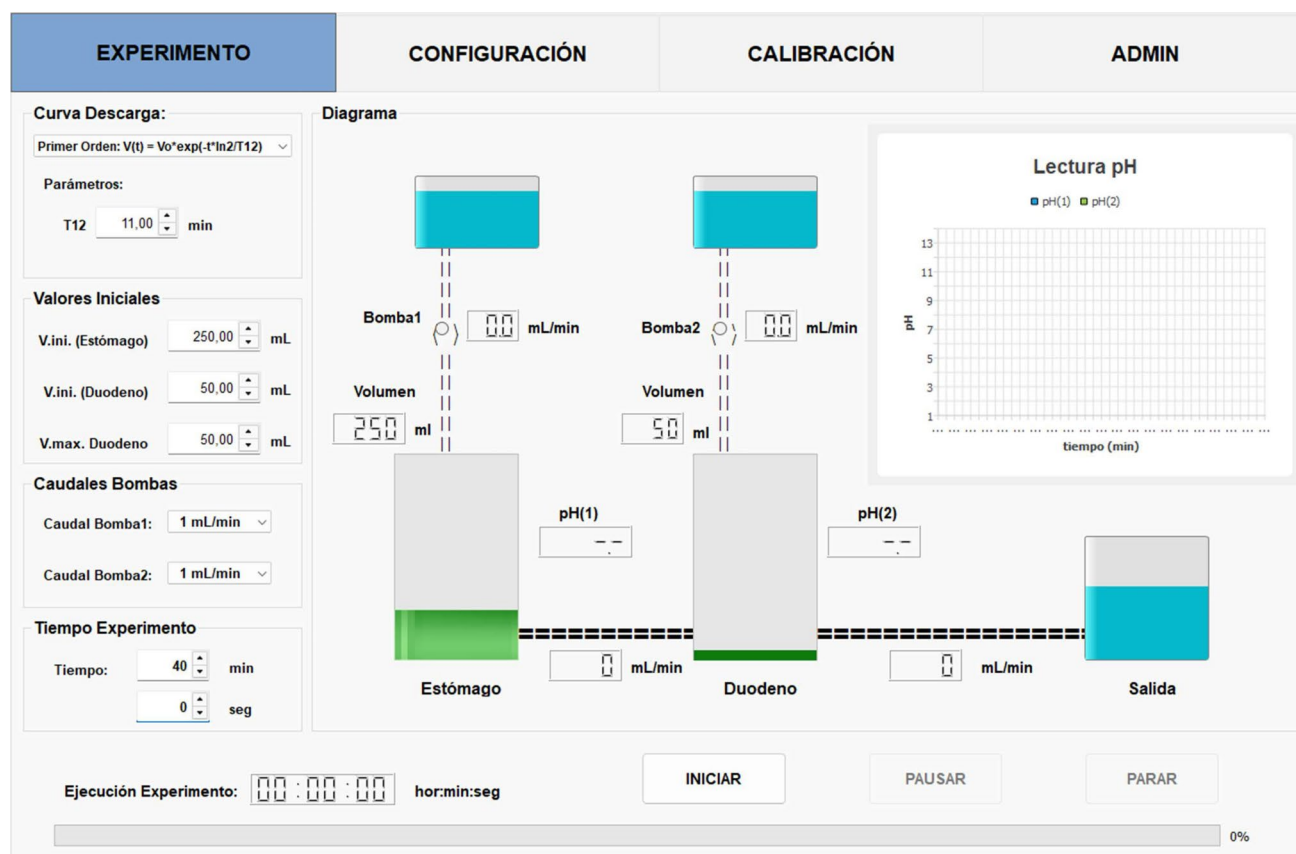 EXPERIMENTO
CONFIGURACIÓN
CALIBRACIÓN
ADMIN
Curva Descarga:
Primer Orden: V(t) = Vo*exp(-t*ln2/T12)
Parámetros:
T12 11,00 min
Valores Iniciales
V.ini. (Estómago) 250,00 mL
V.ini. (Duodeno) 50,00 mL
V.max. Duodeno 50,00 mL
Caudales Bombas
Caudal Bomba1: 1 mL/min
Caudal Bomba2: 1 mL/min
Tiempo Experimento
Tiempo: 40 min
0 seg
Diagrama
Bomba1 0.0 mL/min
Bomba2 0.0 mL/min
Volumen
250 ml
Volumen
50 ml
pH(1)
--.
pH(2)
--.
0 mL/min
0 mL/min
Estómago
Duodeno
Salida
Lectura pH
pH(1) pH(2)
pH
13
11
9
7
5
3
1
... ... ... ... ... ... ... ... ... ... ... ... ... ... ... ... ... ... ... ... ...
tiempo (min)
Ejecución Experimento: 00:00:00 hor:min:seg
INICIAR
PAUSAR
PARAR
0%